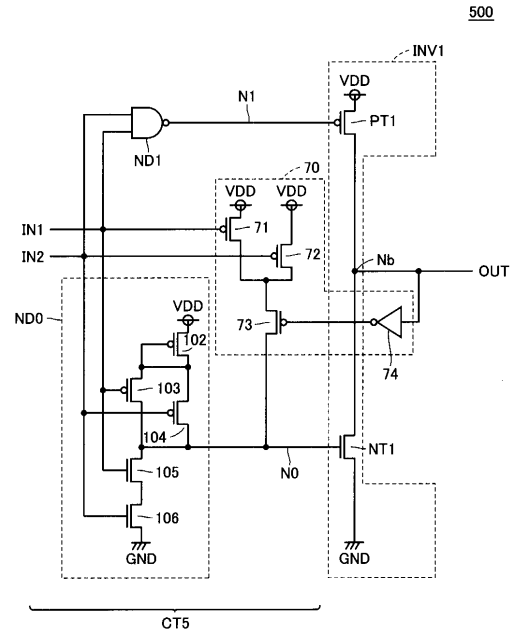 500
INV1
VDD
N1
PT1
ND1
70
VDD
VDD
IN1
71
IN2
72
Nb
OUT
ND0
VDD
102
73
74
103
104
N0
NT1
105
106
GND
GND
CT5